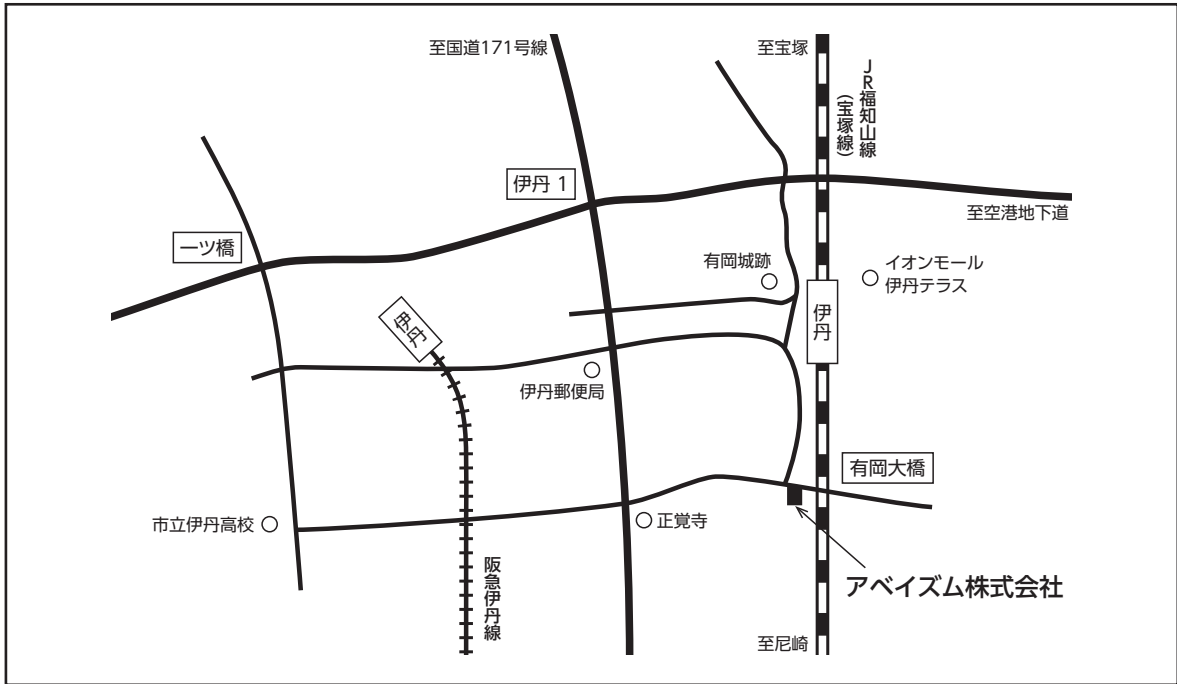 至国道171号線
至宝塚
JR福知山線
（宝塚線）
伊丹 1
至空港地下道
一ツ橋
有岡城跡
イオンモール
伊丹テラス
伊丹
伊丹
伊丹郵便局
有岡大橋
市立伊丹高校
正覚寺
阪急伊丹線
アベイズム株式会社
至尼崎